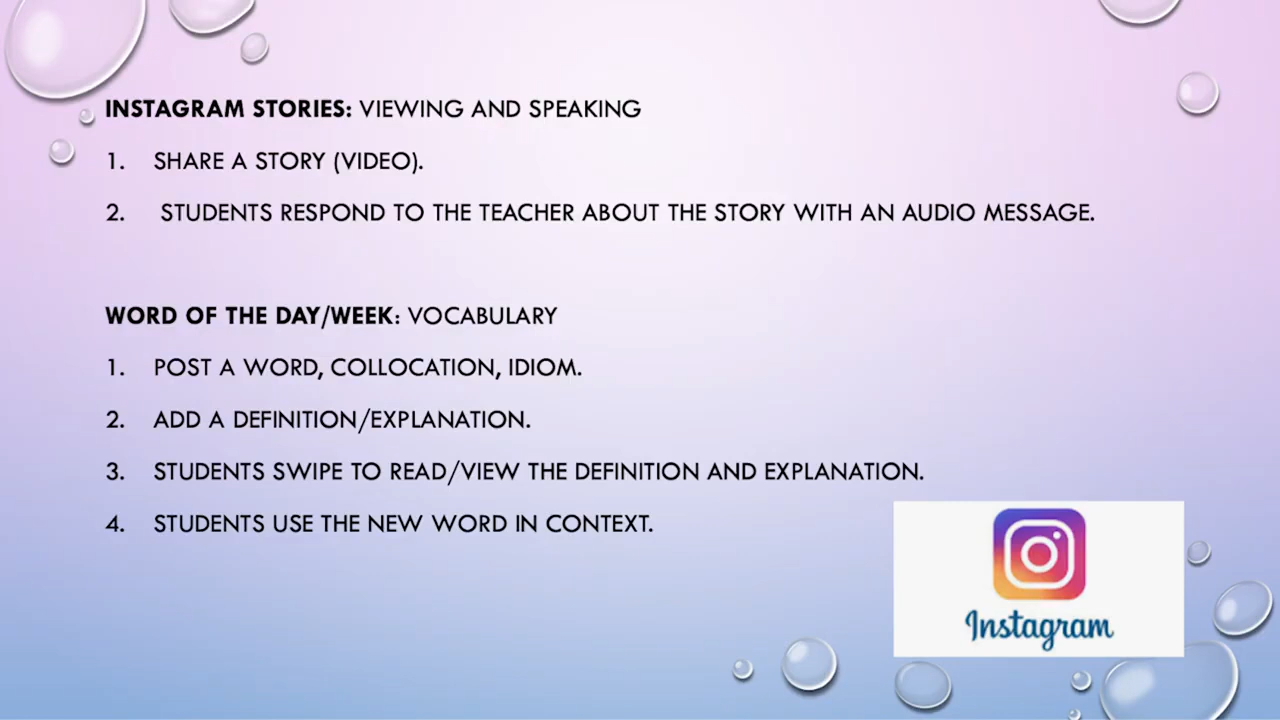 INSTAGRAM STORIES: VIEWING AND SPEAKING
1. SHARE A STORY (VIDEO).
2. STUDENTS RESPOND TO THE TEACHER ABOUT THE STORY WITH AN AUDIO MESSAGE.
WORD OF THE DAY/WEEK: VOCABULARY
1. POST A WORD, COLLOCATION, IDIOM.
2. ADD A DEFINITION/EXPLANATION.
3. STUDENTS SWIPE TO READ/VIEW THE DEFINITION AND EXPLANATION.
4. STUDENTS USE THE NEW WORD IN CONTEXT.
Instagram